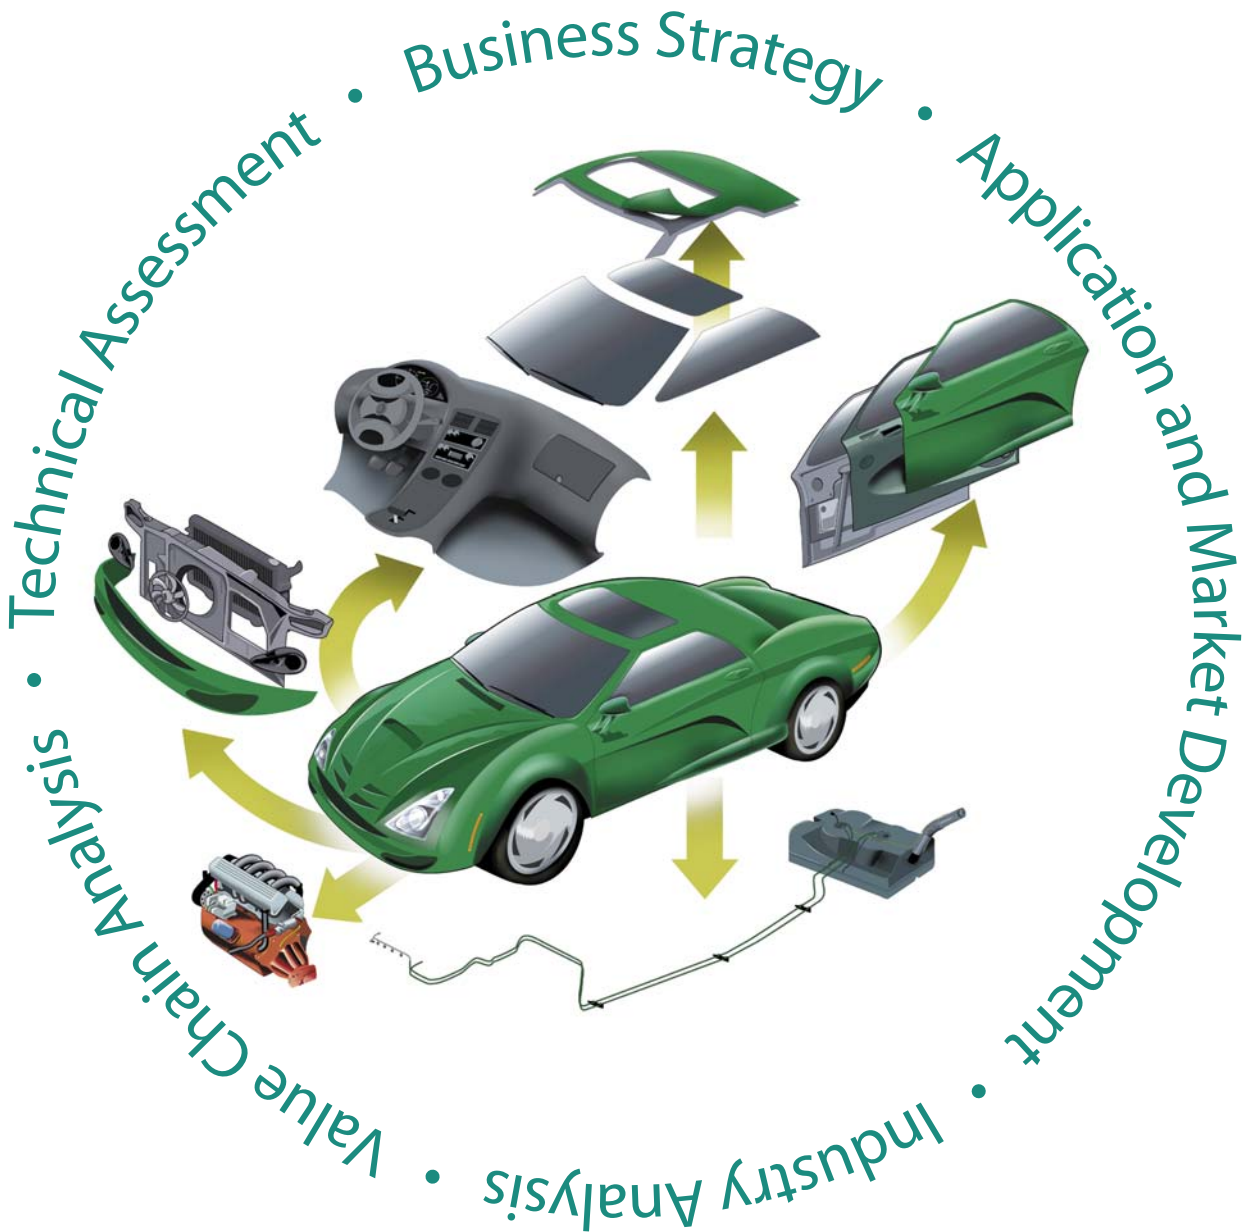 Business Strategy
Application and Market Development
Industry Analysis
Value Chain Analysis
Technical Assessment